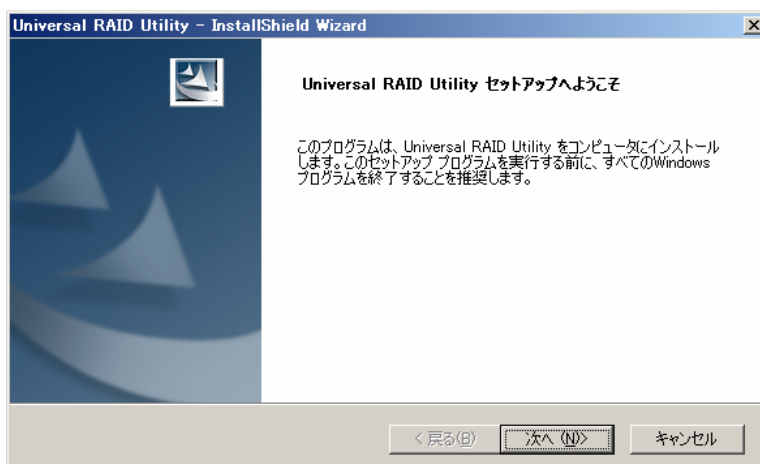 Universal RAID Utility - InstallShield Wizard
Universal RAID Utility セットアップへようこそ
このプログラムは、Universal RAID Utility をコンピュータにインストール
します。このセットアップ プログラムを実行する前に、すべてのWindows
プログラムを終了することを推奨します。
< 戻る(B) 次へ (N)> キャンセル